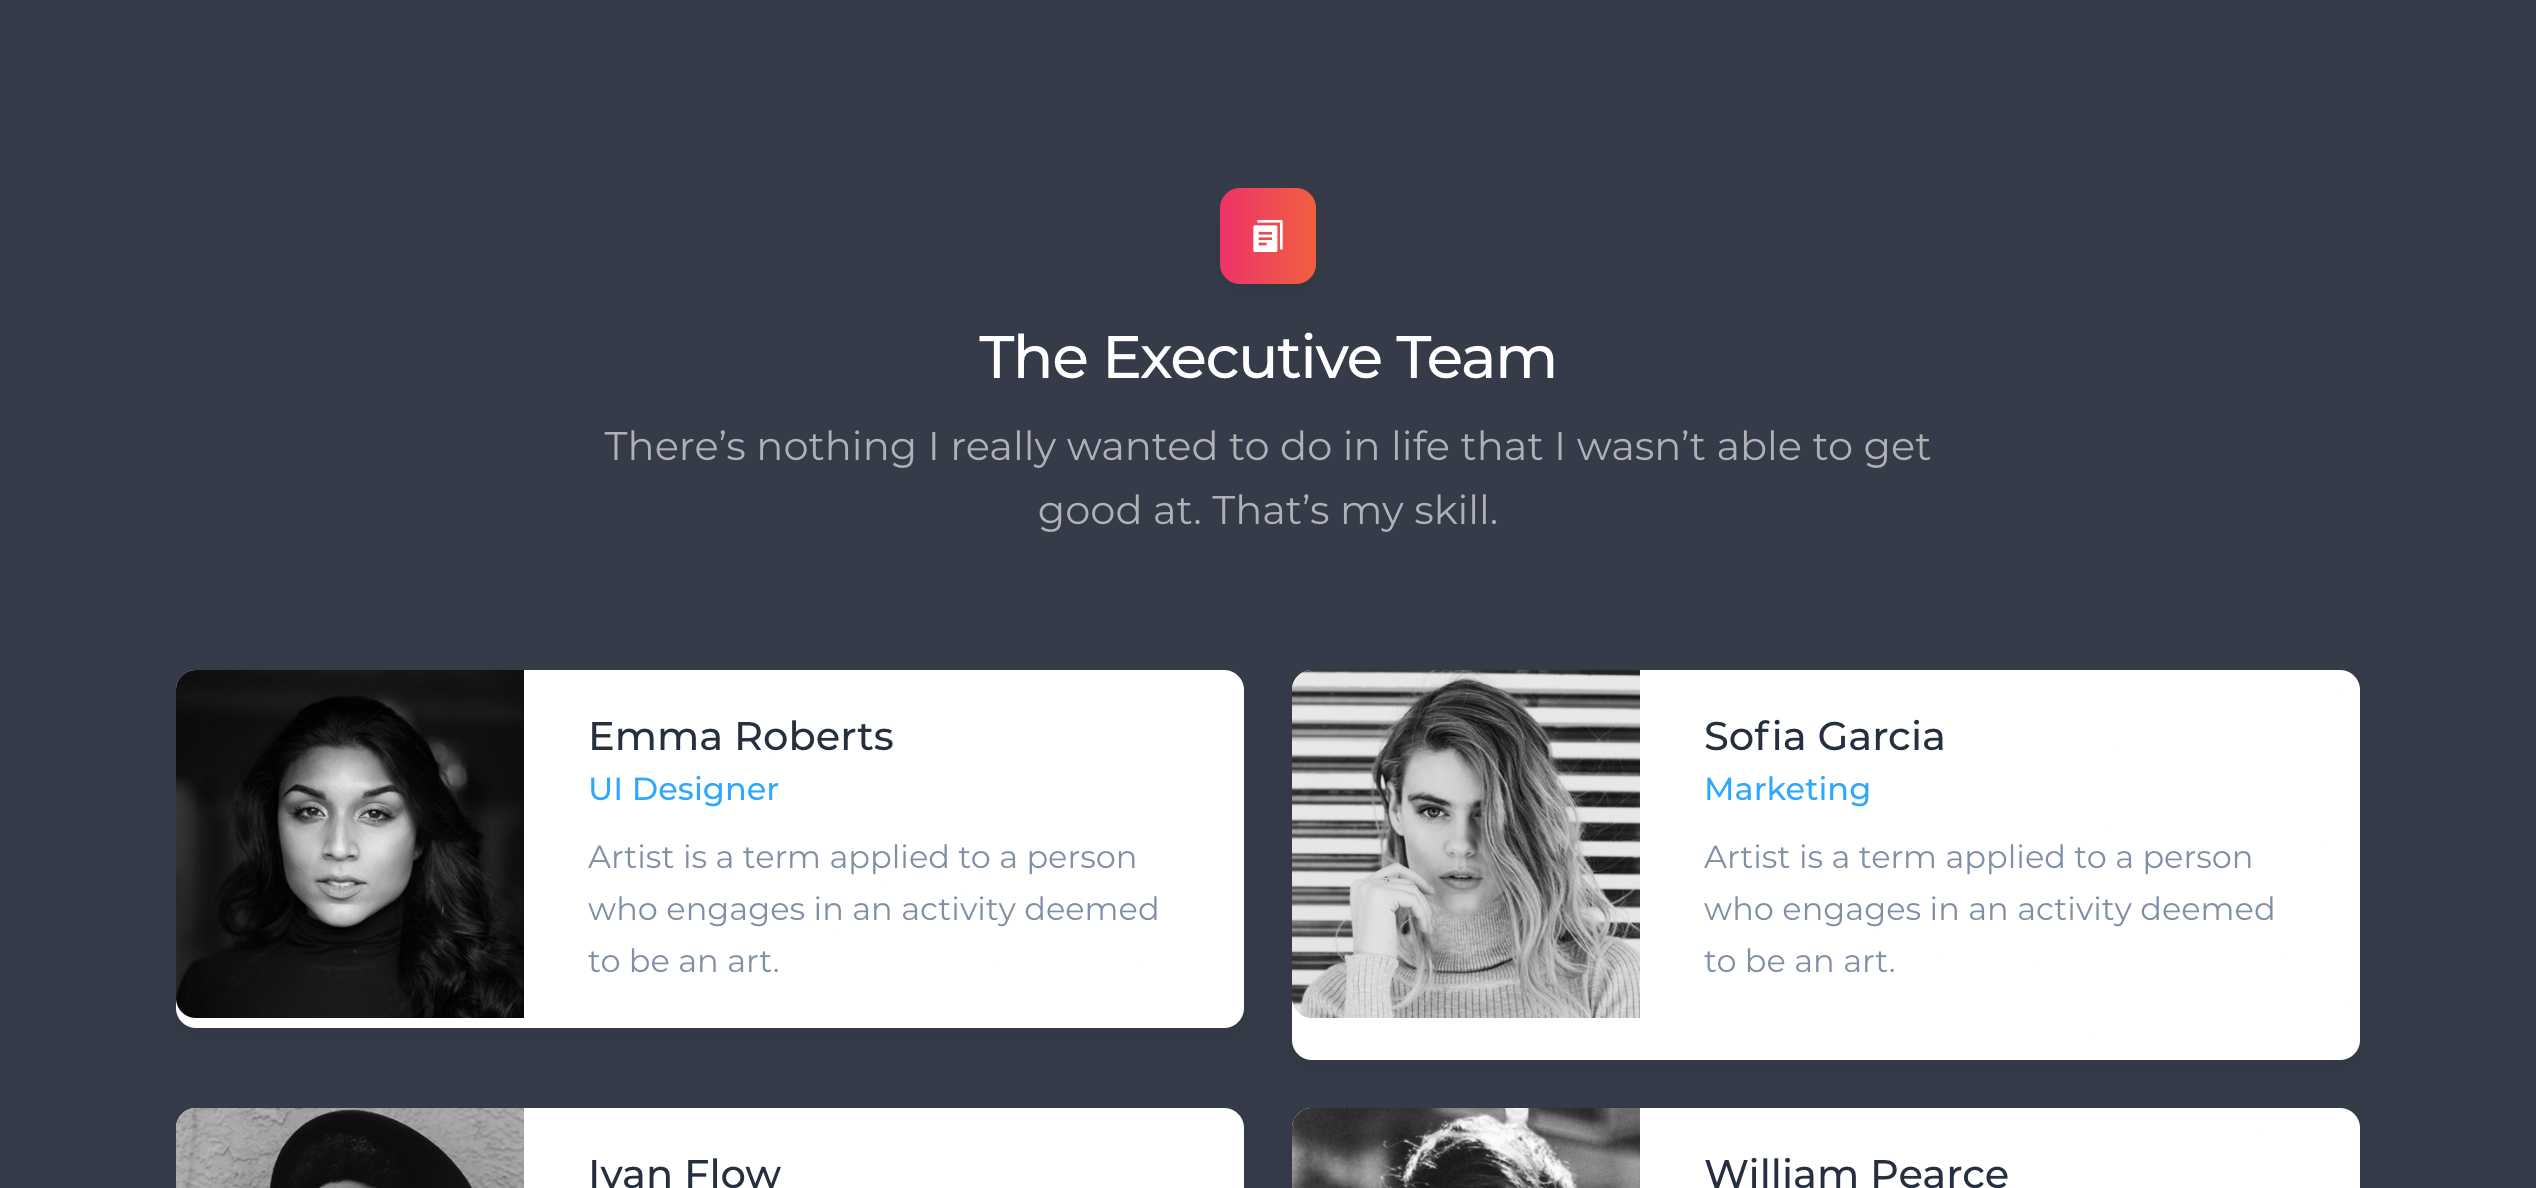 The Executive Team
There’s nothing I really wanted to do in life that I wasn’t able to get
good at. That’s my skill.
Emma Roberts
UI Designer
Artist is a term applied to a person
who engages in an activity deemed
to be an art.
Sofia Garcia
Marketing
Artist is a term applied to a person
who engages in an activity deemed
to be an art.
Ivan Flow
William Pearce